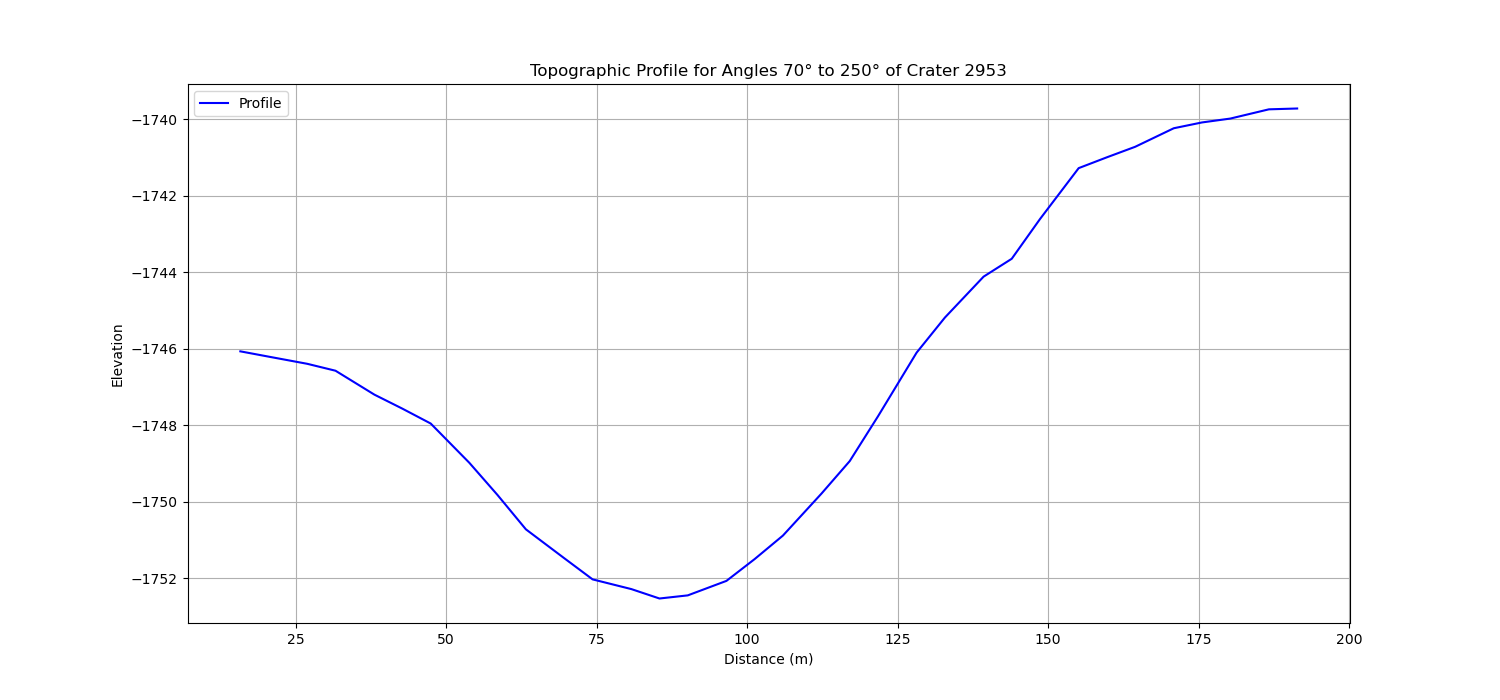 Topographic Profile for Angles 70° to 250° of Crater 2953
Profile
−1740
−1742
−1744
−1746
−1748
−1750
−1752
Elevation
25 50 75 100 125 150 175 200
Distance (m)